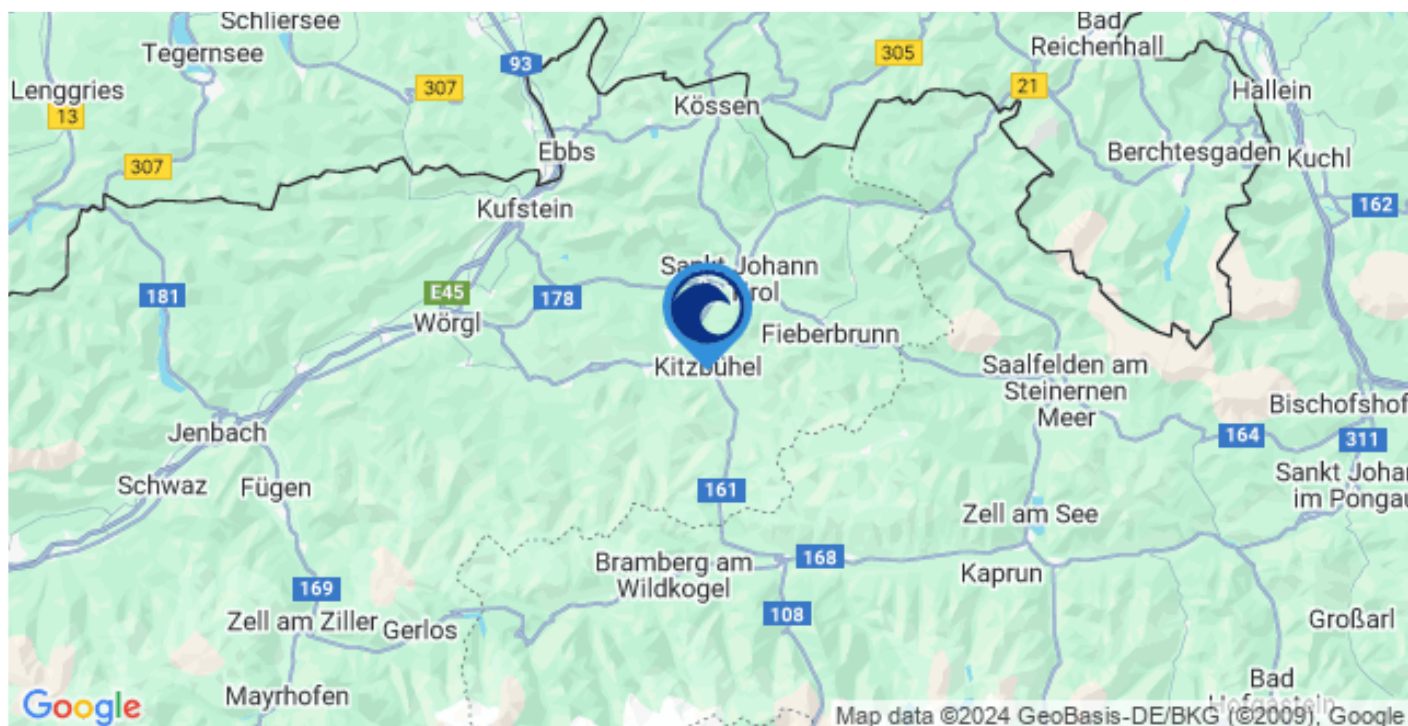 Schliersee
Tegernsee
Bad
Reichenhall
93
305
307
21
Lenggries
13
Kössen
Hallein
Ebbs
307
Berchtesgaden
Kuchl
Kufstein
162
Sankt Johann
181
E45
178
Wörgl
Fieberbrunn
Kitzbühel
Saalfelden am
Steinernen
Meer
Bischofshof
Jenbach
164
311
Schwaz
Fügen
161
Sankt Johan
im Pongau
Zell am See
Bramberg am
Wildkogel
168
Kaprun
169
108
Zell am Ziller
Gerlos
Großarl
Mayrhofen
Bad
Hofgastein
Google
Map data ©2024 GeoBasis-DE/BKG (©2009), Google